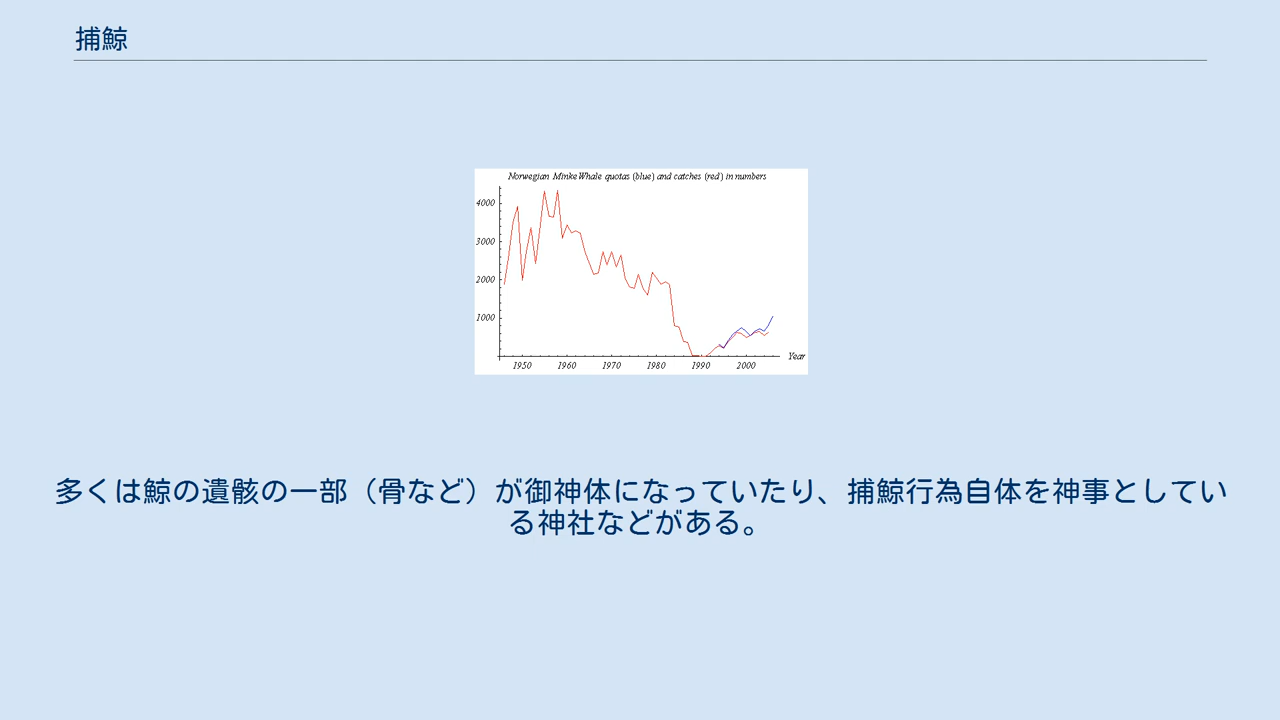 捕鯨
Norwegian Minke Whale quotas (blue) and catches (red) in numbers
4000
3000
2000
1000
Year
1950 1960 1970 1980 1990 2000
多くは鯨の遺骸の一部（骨など）が御神体になっていたり、捕鯨行為自体を神事としてい
る神社などがある。